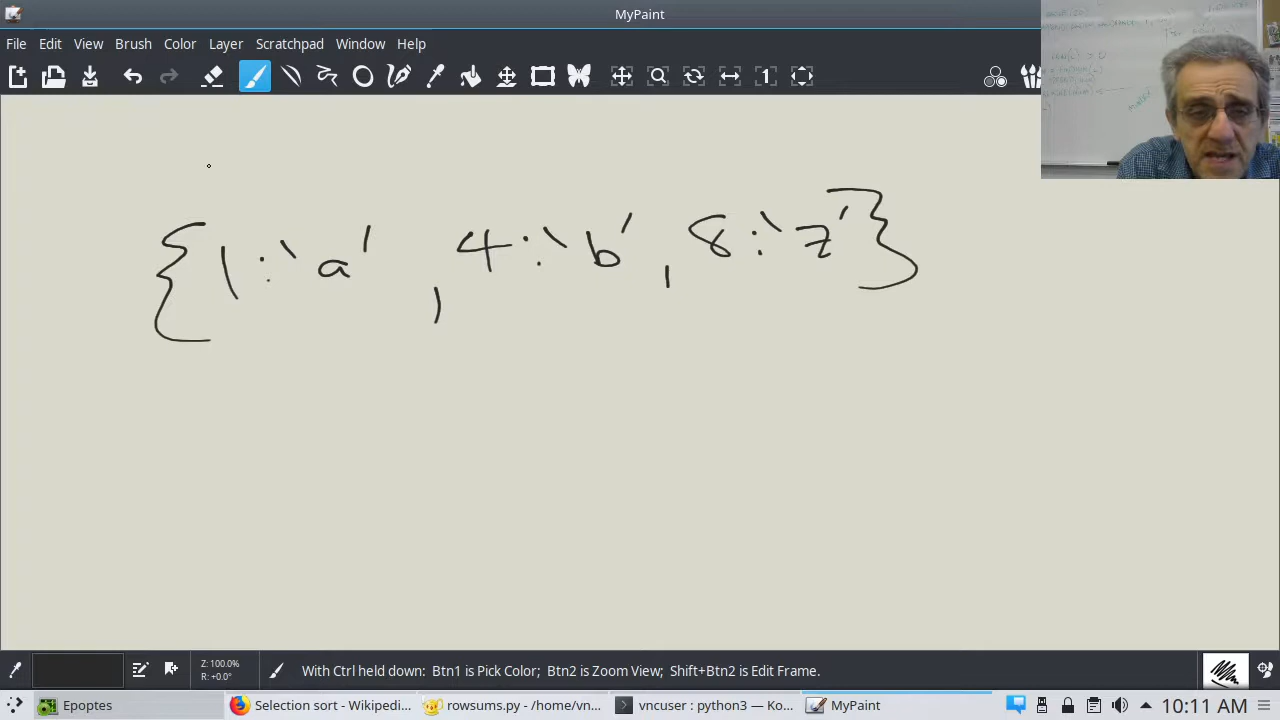 MyPaint
File Edit View Brush Color Layer Scratchpad Window Help
{1:'a', 4:'b', 8:'z'}
Z: 100.0%
R: +0.0°
With Ctrl held down: Btn1 is Pick Color; Btn2 is Zoom View; Shift+Btn2 is Edit Frame.
Epoptes
Selection sort - Wikipedi...
rowsums.py - /home/vn...
vncuser : python3 — Ko...
MyPaint
10:11 AM